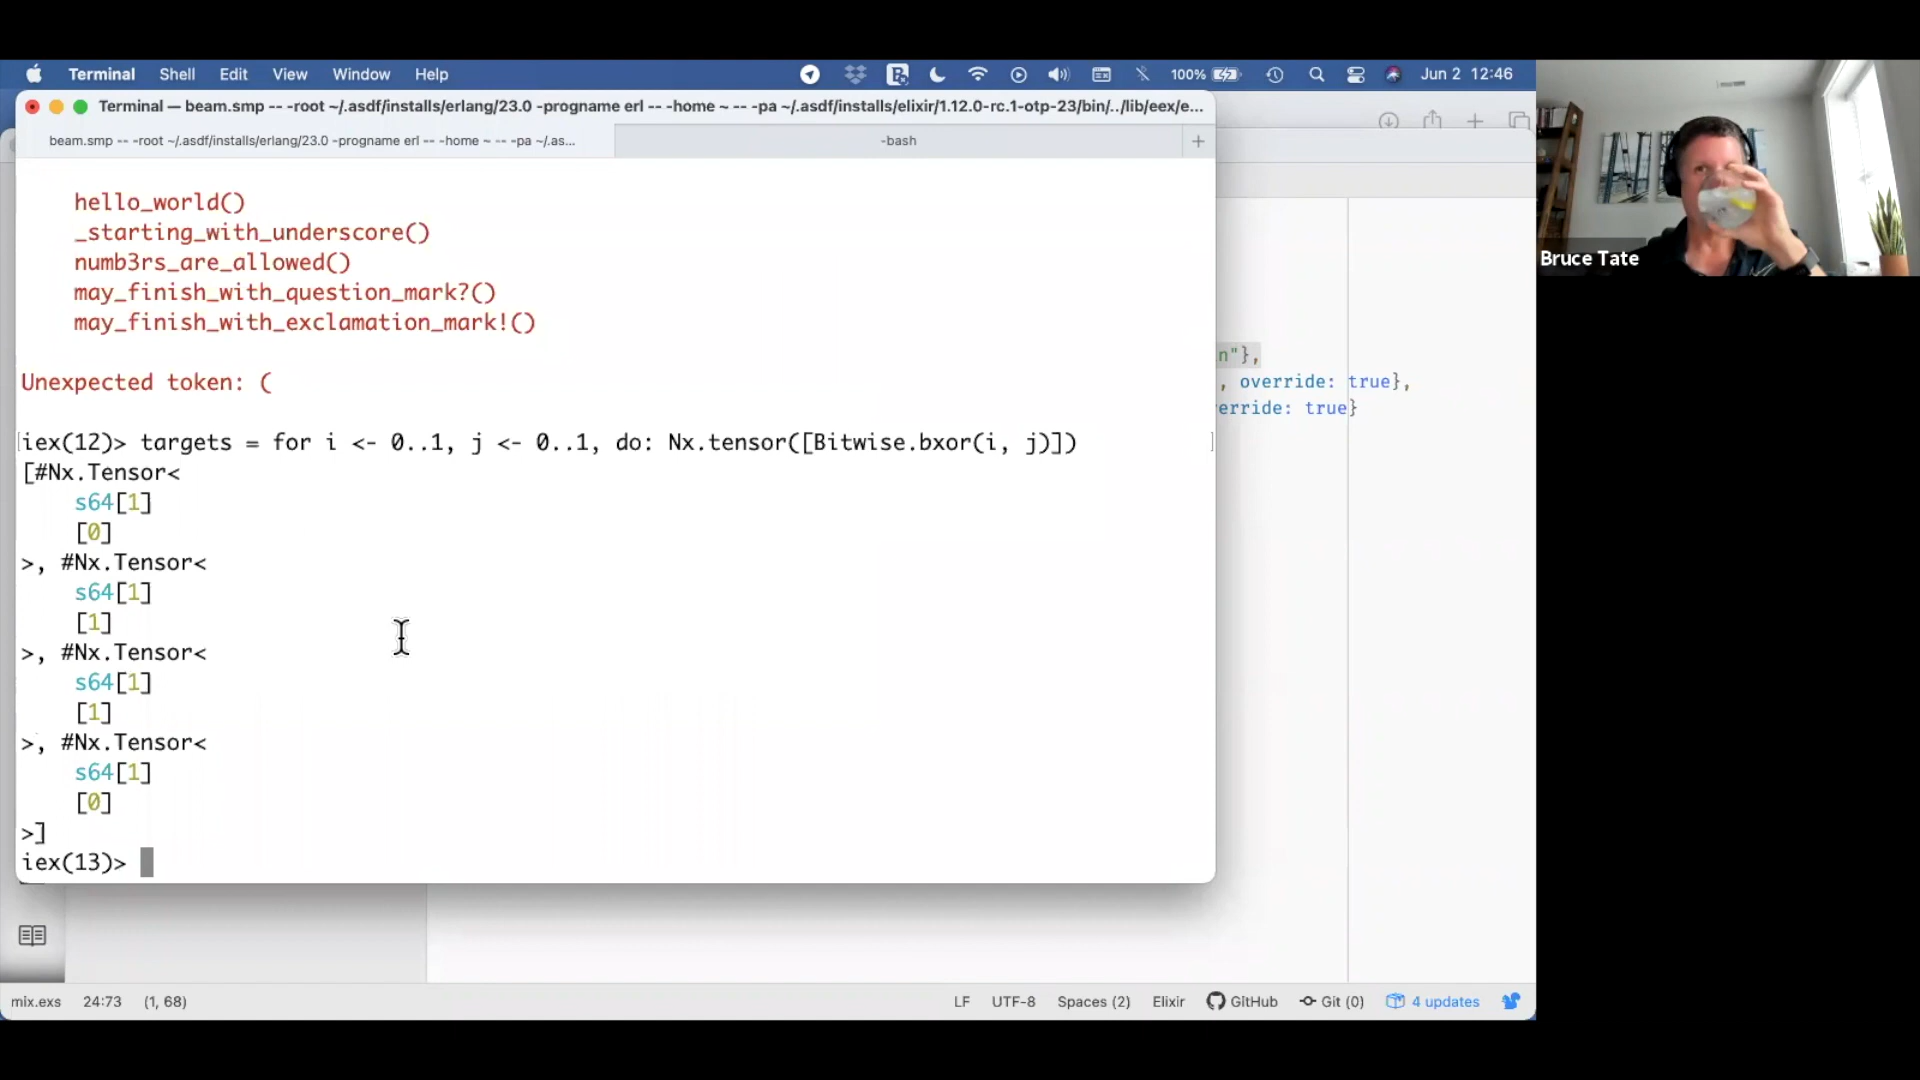 Terminal Shell Edit View Window Help 100% Jun 2 12:46
Terminal — beam.smp -- -root ~/.asdf/installs/erlang/23.0 -progname erl -- -home ~ -- -pa ~/.asdf/installs/elixir/1.12.0-rc.1-otp-23/bin/../lib/eex/e...
beam.smp -- -root ~/.asdf/installs/erlang/23.0 -progname erl -- -home ~ -- -pa ~/.as... -bash
hello_world()
_starting_with_underscore()
numb3rs_are_allowed()
may_finish_with_question_mark?()
may_finish_with_exclamation_mark!()
Unexpected token: (
iex(12)> targets = for i <- 0..1, j <- 0..1, do: Nx.tensor([Bitwise.bxor(i, j)])
[#Nx.Tensor<
s64[1]
[0]
>, #Nx.Tensor<
s64[1]
[1]
>, #Nx.Tensor<
s64[1]
[1]
>, #Nx.Tensor<
s64[1]
[0]
>]
iex(13)>
n"},
, override: true},
erride: true}
mix.exs 24:73 (1, 68) LF UTF-8 Spaces (2) Elixir GitHub Git (0) 4 updates
Bruce Tate